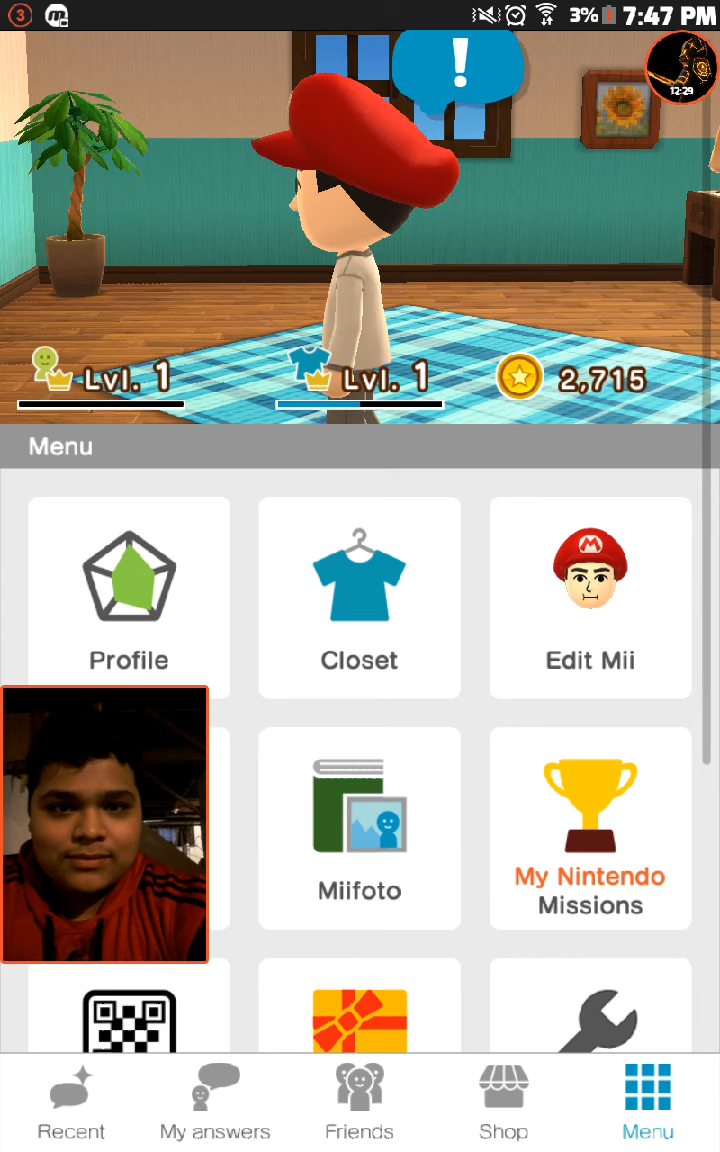 3 3% 7:47 PM
!
12:29
Lvl. 1 Lvl. 1 2,715
Menu
Profile Closet Edit Mii
M
Miifoto
My Nintendo
Missions
Recent My answers Friends Shop Menu